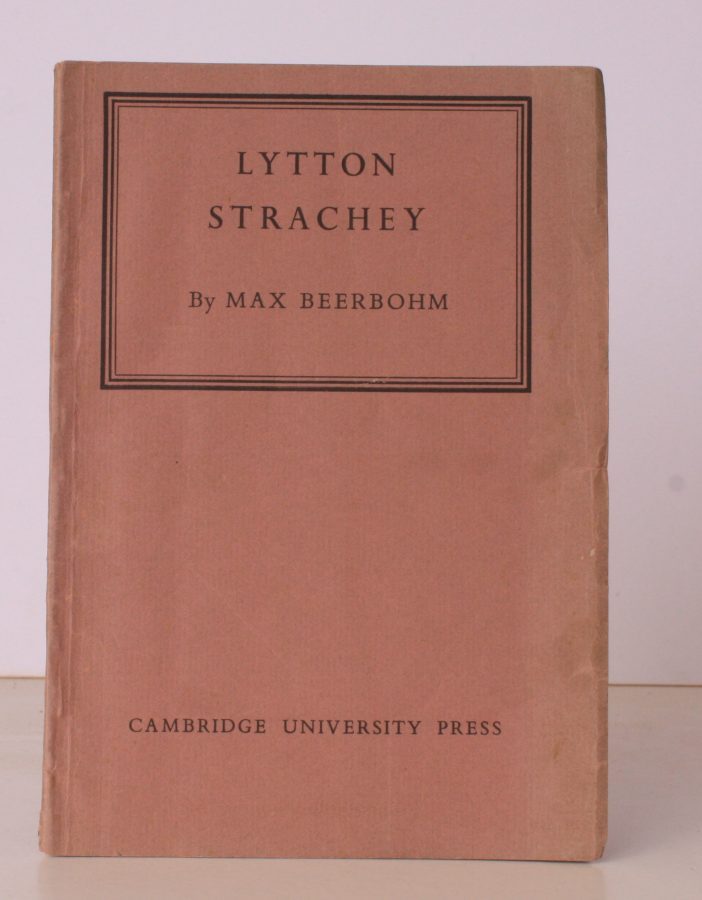 LYTTON
STRACHEY
By MAX BEERBOHM
CAMBRIDGE UNIVERSITY PRESS